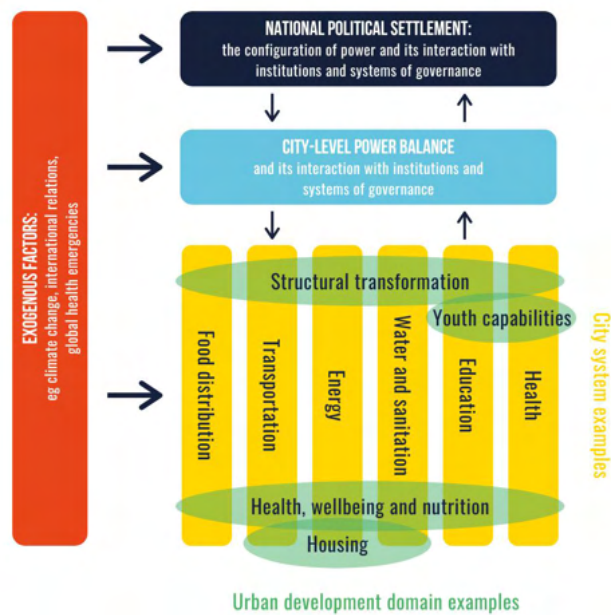 NATIONAL POLITICAL SETTLEMENT:
the configuration of power and its interaction with
institutions and systems of governance
CITY-LEVEL POWER BALANCE
and its interaction with institutions and
systems of governance
EXOGENOUS FACTORS:
eg climate change, international relations,
global health emergencies
Structural transformation
Youth capabilities
Food distribution
Transportation
Energy
Water and sanitation
Education
Health
City system examples
Health, wellbeing and nutrition
Housing
Urban development domain examples